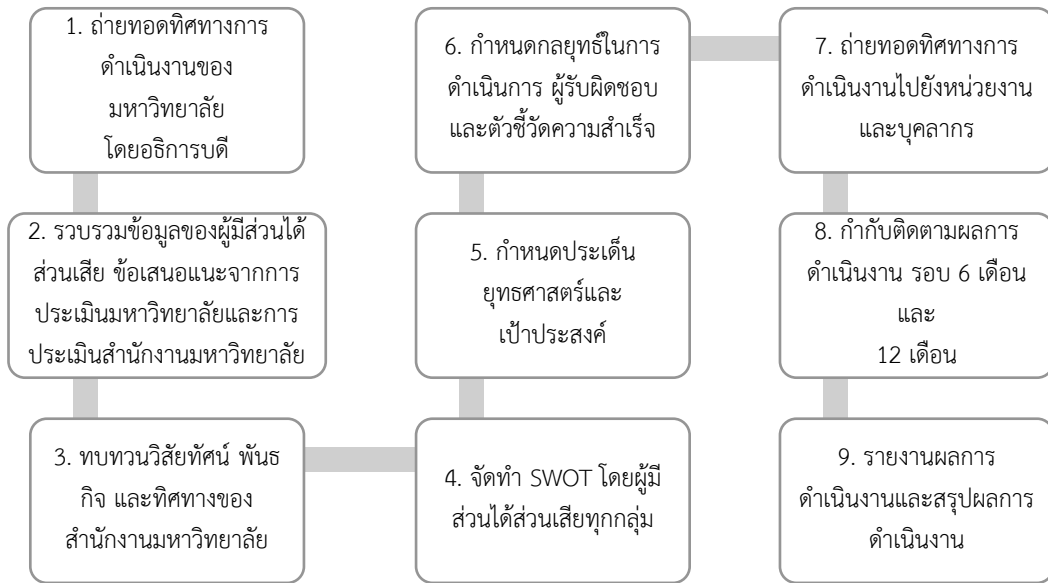 1. ถ่ายทอดทิศทางการ
ดำเนินงานของ
มหาวิทยาลัย
โดยอธิการบดี
2. รวบรวมข้อมูลของผู้มีส่วนได้
ส่วนเสีย ข้อเสนอแนะจากการ
ประเมินมหาวิทยาลัยและการ
ประเมินสำนักงานมหาวิทยาลัย
3. ทบทวนวิสัยทัศน์ พันธ
กิจ และทิศทางของ
สำนักงานมหาวิทยาลัย
4. จัดทำ SWOT โดยผู้มี
ส่วนได้ส่วนเสียทุกกลุ่ม
5. กำหนดประเด็น
ยุทธศาสตร์และ
เป้าประสงค์
6. กำหนดกลยุทธ์ในการ
ดำเนินการ ผู้รับผิดชอบ
และตัวชี้วัดความสำเร็จ
7. ถ่ายทอดทิศทางการ
ดำเนินงานไปยังหน่วยงาน
และบุคลากร
8. กำกับติดตามผลการ
ดำเนินงาน รอบ 6 เดือน
และ
12 เดือน
9. รายงานผลการ
ดำเนินงานและสรุปผลการ
ดำเนินงาน